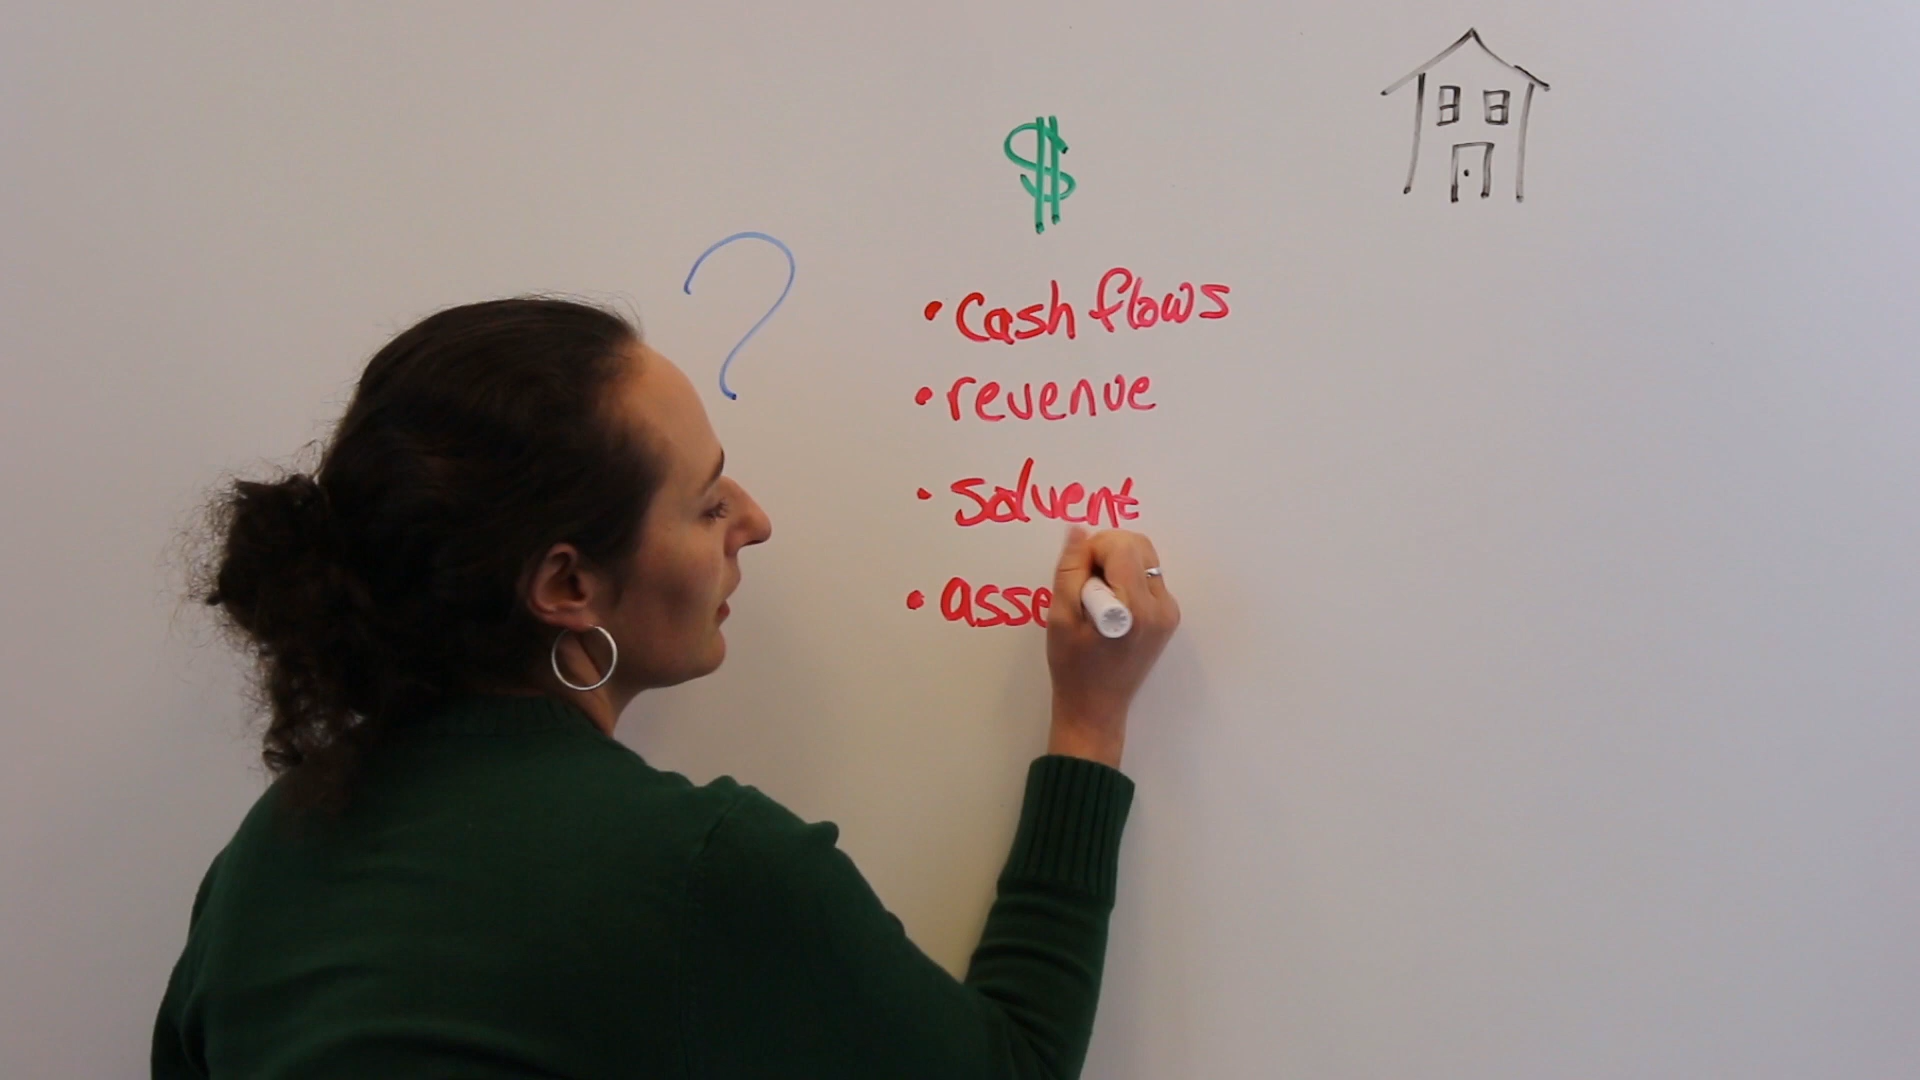 ?
$
• Cash flows
• revenue
• solvent
• asse